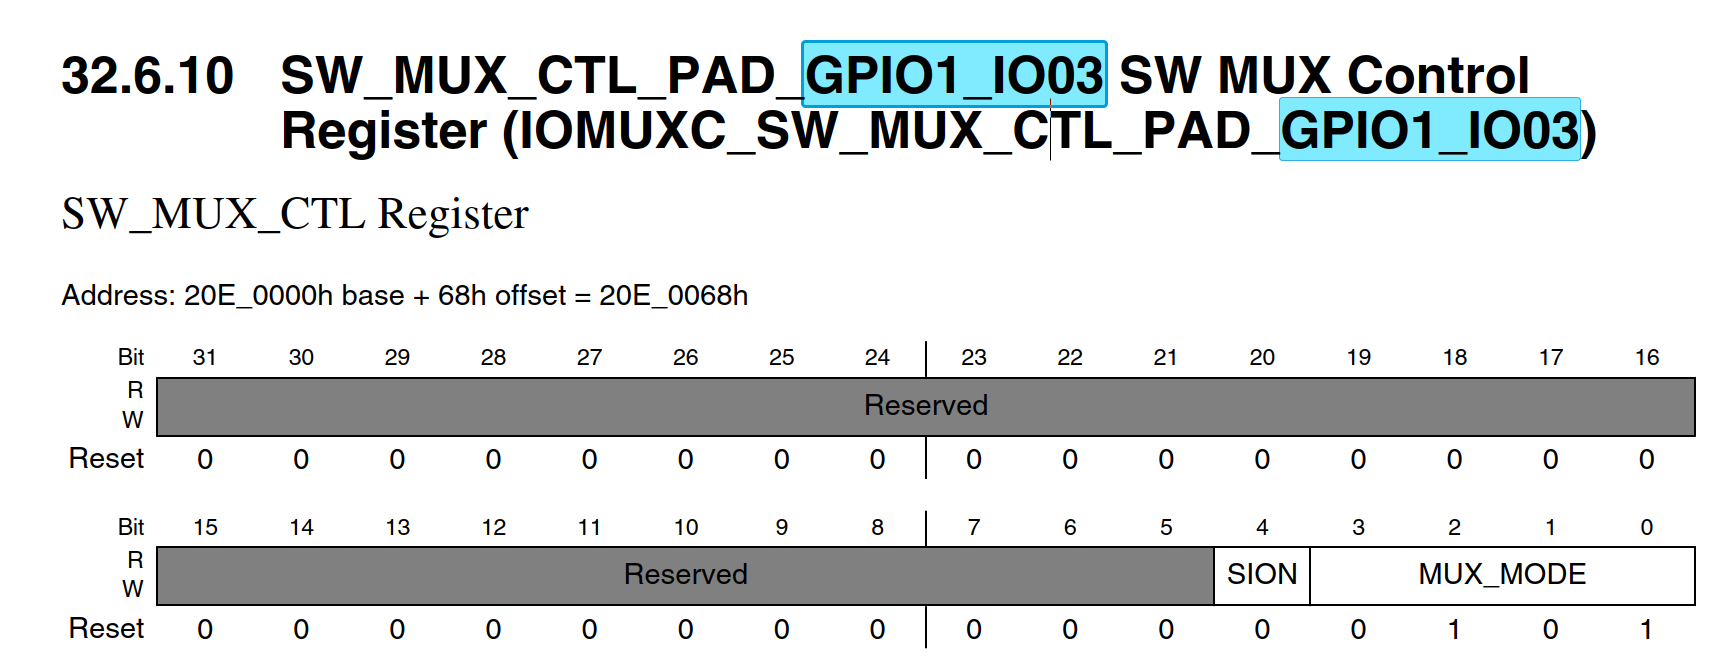 32.6.10 SW_MUX_CTL_PAD_GPIO1_IO03 SW MUX Control
Register (IOMUXC_SW_MUX_CTL_PAD_GPIO1_IO03)
SW_MUX_CTL Register
Address: 20E_0000h base + 68h offset = 20E_0068h
Bit 31 30 29 28 27 26 25 24 23 22 21 20 19 18 17 16
R
Reserved
W
Reset 0 0 0 0 0 0 0 0 0 0 0 0 0 0 0 0
Bit 15 14 13 12 11 10 9 8 7 6 5 4 3 2 1 0
R
Reserved SION MUX_MODE
W
Reset 0 0 0 0 0 0 0 0 0 0 0 0 0 1 0 1